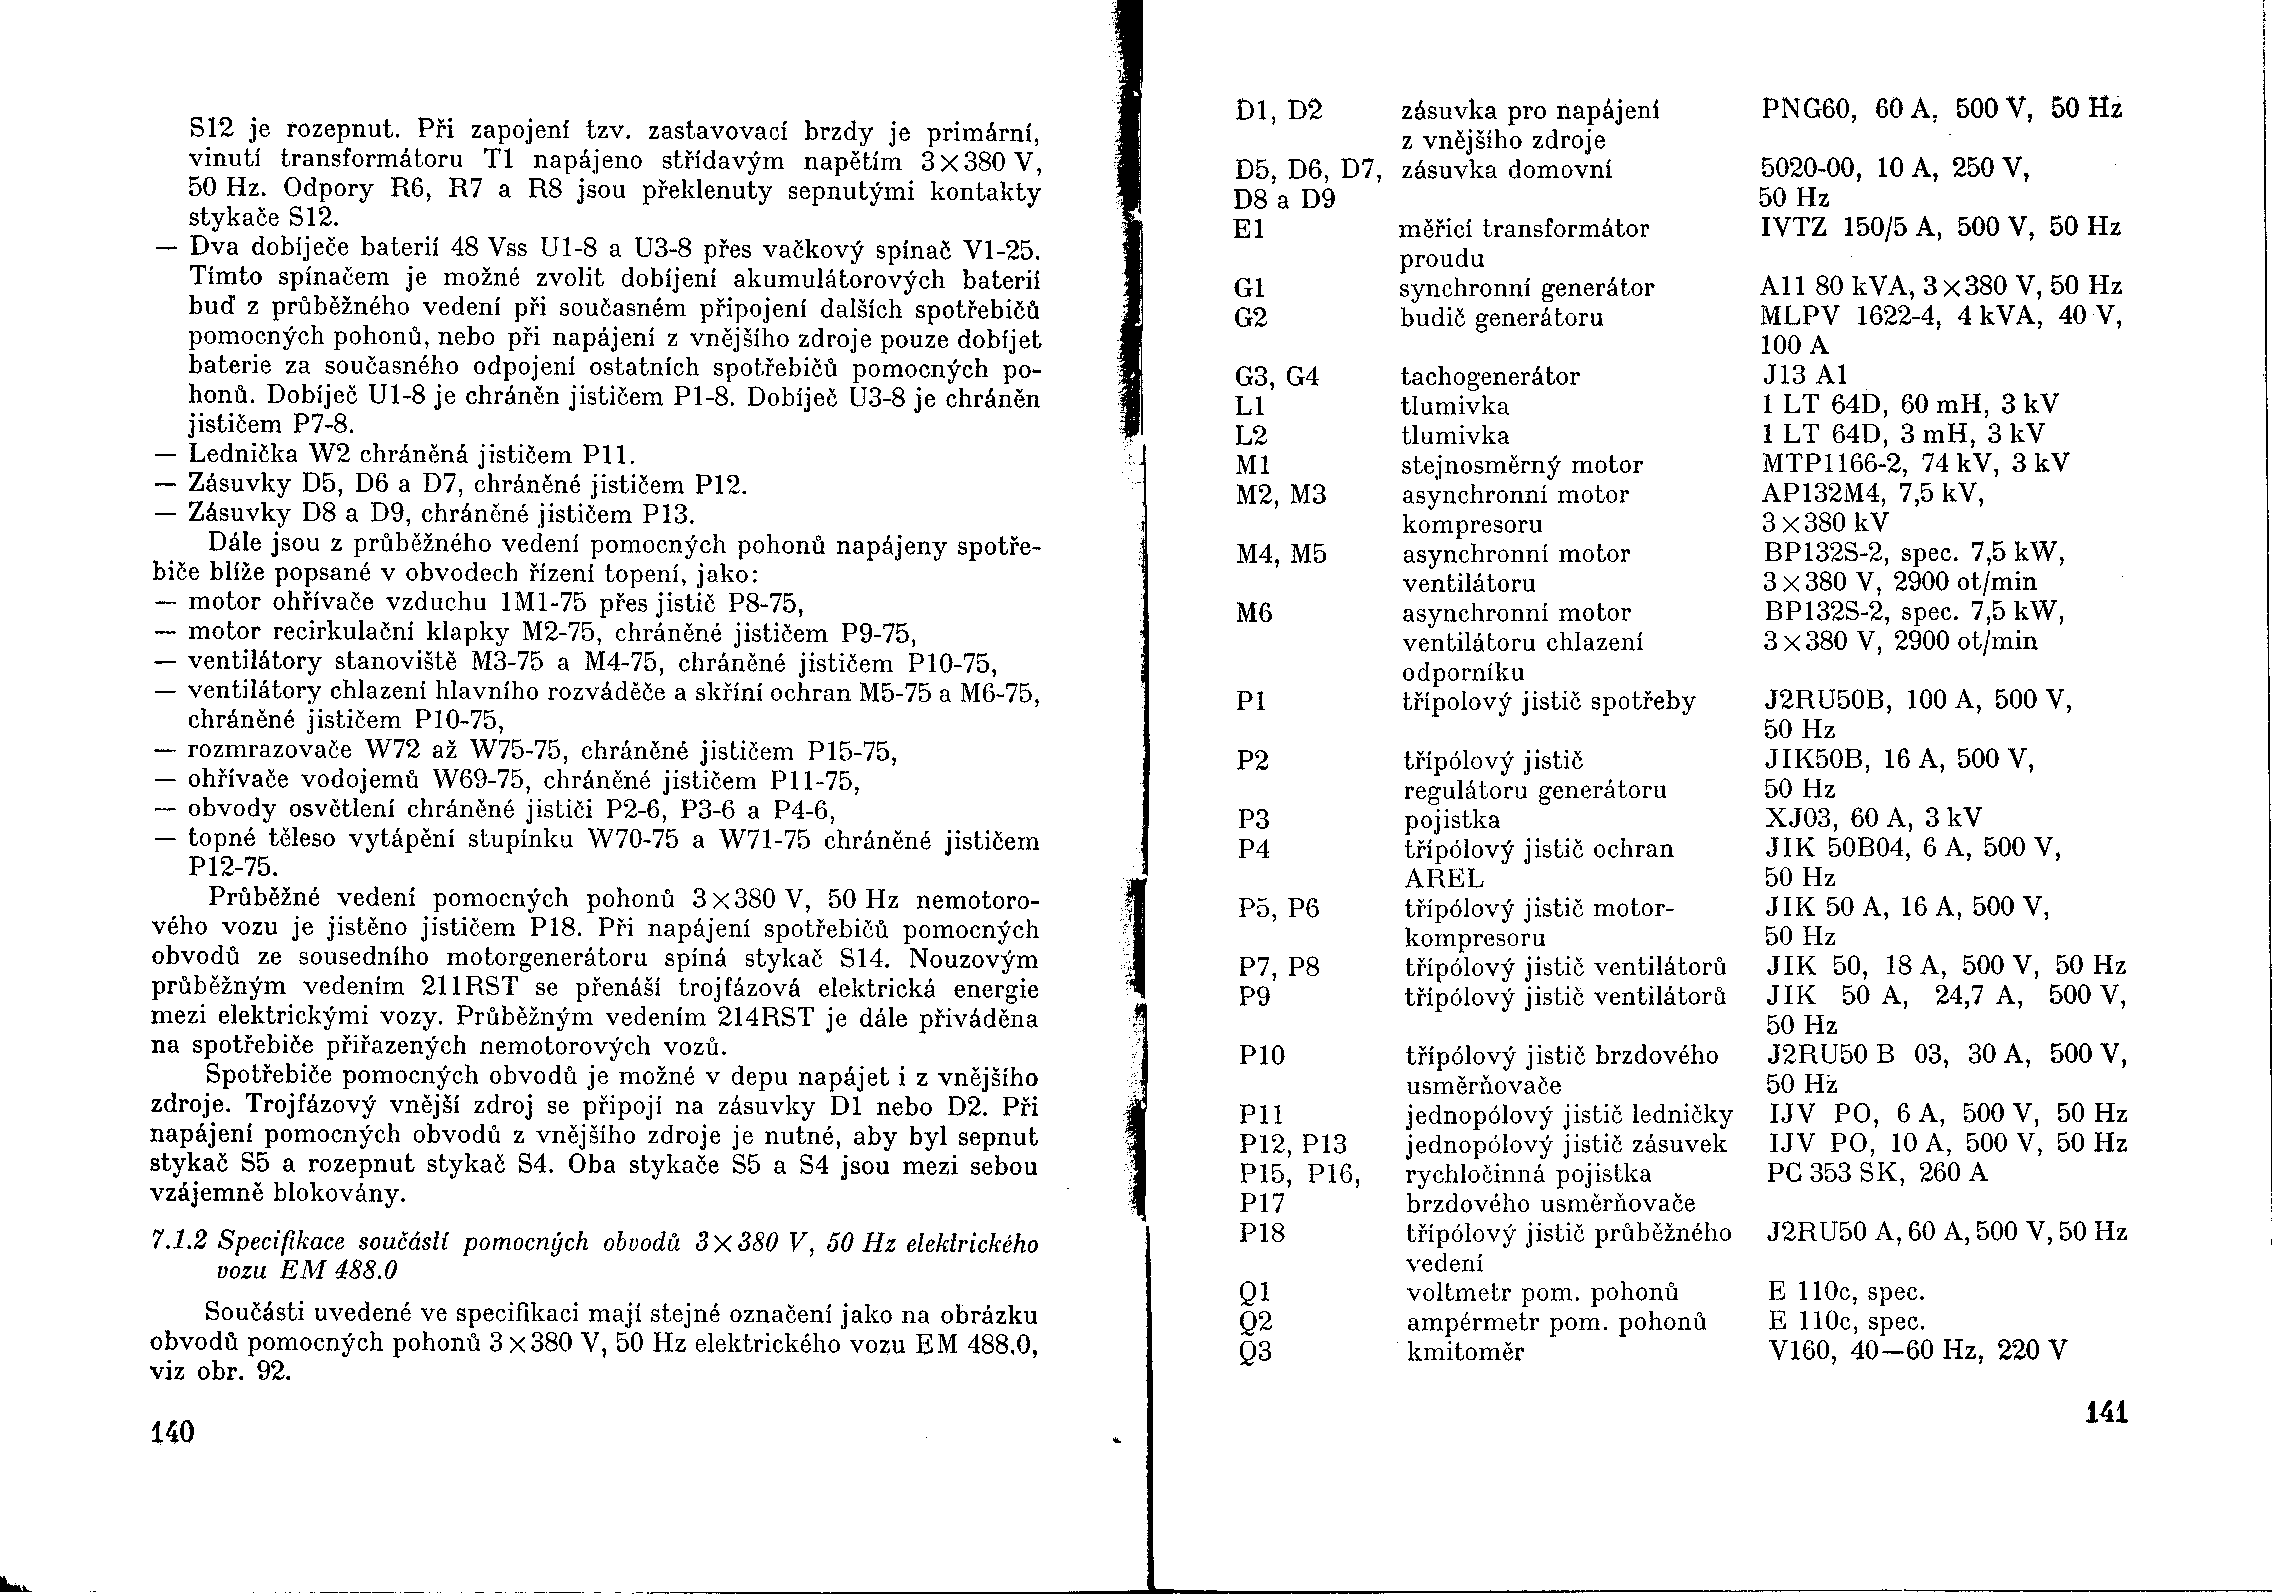 S12 je rozepnut. Při zapojení tzv. zastavovací brzdy je primární,
vinutí transformátoru T1 napájeno střídavým napětím 3×380 V,
50 Hz. Odpory R6, R7 a R8 jsou překlenuty sepnutými kontakty
stykače S12.
— Dva dobíječe baterií 48 Vss U1-8 a U3-8 přes vačkový spínač V1-25.
Tímto spínačem je možné zvolit dobíjení akumulátorových baterií
buď z průběžného vedení při současném připojení dalších spotřebičů
pomocných pohonů, nebo při napájení z vnějšího zdroje pouze dobíjet
baterie za současného odpojení ostatních spotřebičů pomocných po-
honů. Dobíječ U1-8 je chráněn jističem P1-8. Dobíječ U3-8 je chráněn
jističem P7-8.
— Lednička W2 chráněná jističem P11.
— Zásuvky D5, D6 a D7, chráněné jističem P12.
— Zásuvky D8 a D9, chráněné jističem P13.
Dále jsou z průběžného vedení pomocných pohonů napájeny spotře-
biče blíže popsané v obvodech řízení topení, jako:
— motor ohřívače vzduchu 1M1-75 přes jistič P8-75,
— motor recirkulační klapky M2-75, chráněné jističem P9-75,
— ventilátory stanoviště M3-75 a M4-75, chráněné jističem P10-75,
— ventilátory chlazení hlavního rozváděče a skříní ochran M5-75 a M6-75,
chráněné jističem P10-75,
— rozmrazovače W72 až W75-75, chráněné jističem P15-75,
— ohřívače vodojemů W69-75, chráněné jističem P11-75,
— obvody osvětlení chráněné jističi P2-6, P3-6 a P4-6,
— topné těleso vytápění stupínku W70-75 a W71-75 chráněné jističem
P12-75.
Průběžné vedení pomocných pohonů 3×380 V, 50 Hz nemotoro-
vého vozu je jistěno jističem P18. Při napájení spotřebičů pomocných
obvodů ze sousedního motorgenerátoru spíná stykač S14. Nouzovým
průběžným vedením 211RST se přenáší trojfázová elektrická energie
mezi elektrickými vozy. Průběžným vedením 214RST je dále přiváděna
na spotřebiče přiřazených nemotorových vozů.
Spotřebiče pomocných obvodů je možné v depu napájet i z vnějšího
zdroje. Trojfázový vnější zdroj se připojí na zásuvky D1 nebo D2. Při
napájení pomocných obvodů z vnějšího zdroje je nutné, aby byl sepnut
stykač S5 a rozepnut stykač S4. Oba stykače S5 a S4 jsou mezi sebou
vzájemně blokovány.
7.1.2 Specifikace součástí pomocných obvodů 3×380 V, 50 Hz elektrického
vozu EM 488.0
Součásti uvedené ve specifikaci mají stejné označení jako na obrázku
obvodů pomocných pohonů 3×380 V, 50 Hz elektrického vozu EM 488.0,
viz obr. 92.
140
D1, D2 zásuvka pro napájení PNG60, 60 A, 500 V, 50 Hz
z vnějšího zdroje
D5, D6, D7, zásuvka domovní 5020-00, 10 A, 250 V,
D8 a D9 50 Hz
E1 měřicí transformátor IVTZ 150/5 A, 500 V, 50 Hz
proudu
G1 synchronní generátor A11 80 kVA, 3×380 V, 50 Hz
G2 budič generátoru MLPV 1622-4, 4 kVA, 40 V,
100 A
G3, G4 tachogenerátor J13 A1
L1 tlumivka 1 LT 64D, 60 mH, 3 kV
L2 tlumivka 1 LT 64D, 3 mH, 3 kV
M1 stejnosměrný motor MTP1166-2, 74 kV, 3 kV
M2, M3 asynchronní motor AP132M4, 7,5 kV,
kompresoru 3×380 kV
M4, M5 asynchronní motor BP132S-2, spec. 7,5 kW,
ventilátoru 3×380 V, 2900 ot/min
M6 asynchronní motor BP132S-2, spec. 7,5 kW,
ventilátoru chlazení 3×380 V, 2900 ot/min
odporníku
P1 třípolový jistič spotřeby J2RU50B, 100 A, 500 V,
50 Hz
P2 třípólový jistič JIK50B, 16 A, 500 V,
regulátoru generátoru 50 Hz
P3 pojistka XJ03, 60 A, 3 kV
P4 třípólový jistič ochran JIK 50B04, 6 A, 500 V,
AREL 50 Hz
P5, P6 třípólový jistič motor- JIK 50 A, 16 A, 500 V,
kompresoru 50 Hz
P7, P8 třípólový jistič ventilátorů JIK 50, 18 A, 500 V, 50 Hz
P9 třípólový jistič ventilátorů JIK 50 A, 24,7 A, 500 V,
50 Hz
P10 třípólový jistič brzdového J2RU50 B 03, 30 A, 500 V,
usměrňovače 50 Hz
P11 jednopólový jistič ledničky IJV PO, 6 A, 500 V, 50 Hz
P12, P13 jednopólový jistič zásuvek IJV PO, 10 A, 500 V, 50 Hz
P15, P16, rychločinná pojistka PC 353 SK, 260 A
P17 brzdového usměrňovače
P18 třípólový jistič průběžného J2RU50 A, 60 A, 500 V, 50 Hz
vedení
Q1 voltmetr pom. pohonů E 110c, spec.
Q2 ampérmetr pom. pohonů E 110c, spec.
Q3 kmitoměr V160, 40—60 Hz, 220 V
141